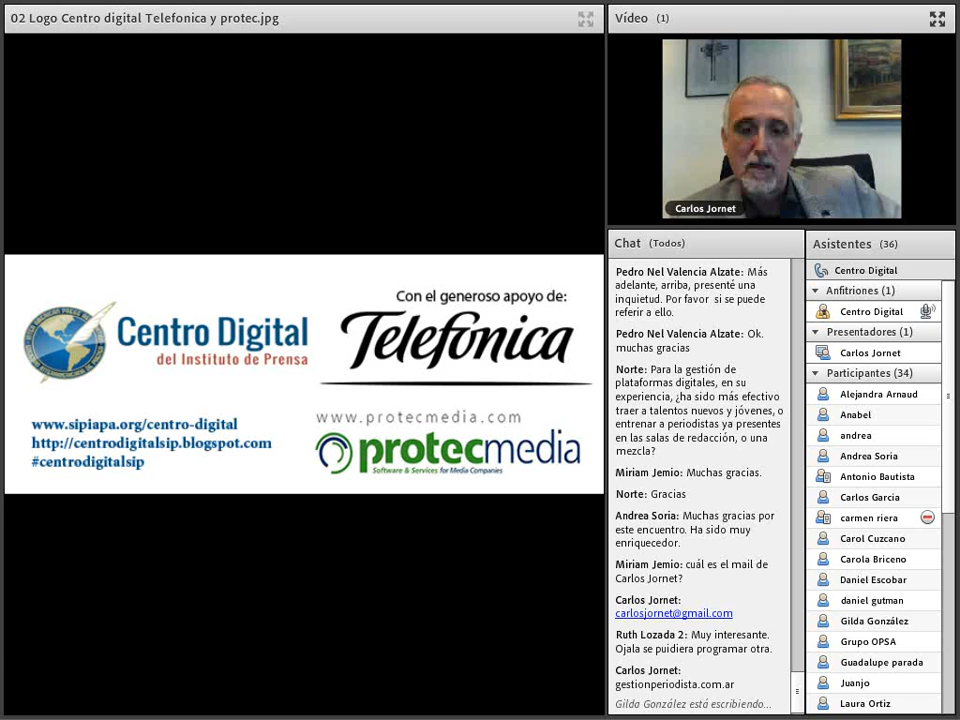 02 Logo Centro digital Telefonica y protec.jpg
Centro Digital
del Instituto de Prensa
www.sipiapa.org/centro-digital
http://centrodigitalsip.blogspot.com
#centrodigitalsip
Con el generoso apoyo de:
Telefonica
www.protecmedia.com
protecmedia
Software & Services for Media Companies
Vídeo (1)
Carlos Jornet
Chat (Todos)
Pedro Nel Valencia Alzate: Más
adelante, arriba, presenté una
inquietud. Por favor si se puede
referir a ello.
Pedro Nel Valencia Alzate: Ok.
muchas gracias
Norte: Para la gestión de
plataformas digitales, en su
experiencia, ¿ha sido más efectivo
traer a talentos nuevos y jóvenes, o
entrenar a periodistas ya presentes
en las salas de redacción, o una
mezcla?
Miriam Jemio: Muchas gracias.
Norte: Gracias
Andrea Soria: Muchas gracias por
este encuentro. Ha sido muy
enriquecedor.
Miriam Jemio: cuál es el mail de
Carlos Jornet?
Carlos Jornet:
carlosjornet@gmail.com
Ruth Lozada 2: Muy interesante.
Ojala se puidiera programar otra.
Carlos Jornet:
gestionperiodista.com.ar
Gilda González está escribiendo...
Asistentes (36)
Centro Digital
Anfitriones (1)
Centro Digital
Presentadores (1)
Carlos Jornet
Participantes (34)
Alejandra Arnaud
Anabel
andrea
Andrea Soria
Antonio Bautista
Carlos Garcia
carmen riera
Carol Cuzcano
Carola Briceno
Daniel Escobar
daniel gutman
Gilda González
Grupo OPSA
Guadalupe parada
Juanjo
Laura Ortiz